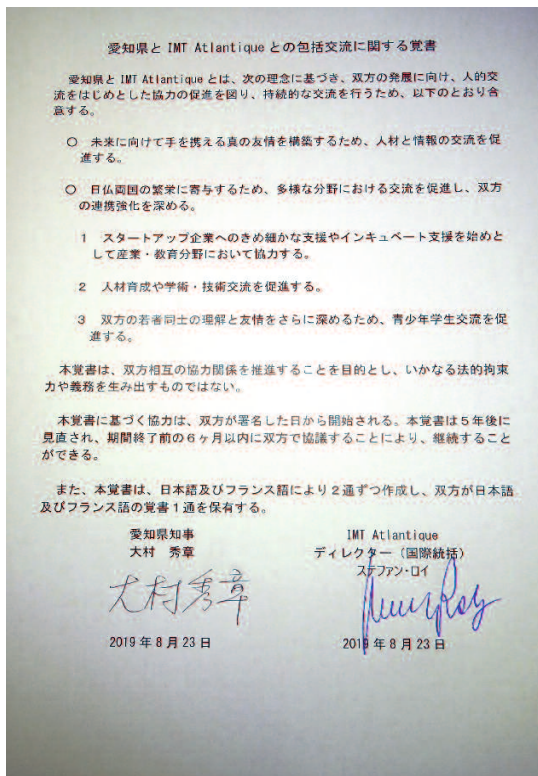 愛知県と IMT Atlantique との包括交流に関する覚書
愛知県と IMT Atlantique とは、次の理念に基づき、双方の発展に向け、人的交
流をはじめとした協力の促進を図り、持続的な交流を行うため、以下のとおり合
意する。
○ 未来に向けて手を携える真の友情を構築するため、人材と情報の交流を促
進する。
○ 日仏両国の繁栄に寄与するため、多様な分野における交流を促進し、双方
の連携強化を深める。
1 スタートアップ企業へのきめ細かな支援やインキュベート支援を始めと
して産業・教育分野において協力する。
2 人材育成や学術・技術交流を促進する。
3 双方の若者同士の理解と友情をさらに深めるため、青少年学生交流を促
進する。
本覚書は、双方相互の協力関係を推進することを目的とし、いかなる法的拘束
力や義務を生み出すものではない。
本覚書に基づく協力は、双方が署名した日から開始される。本覚書は5年後に
見直され、期間終了前の6ヶ月以内に双方で協議することにより、継続すること
ができる。
また、本覚書は、日本語及びフランス語により2通ずつ作成し、双方が日本語
及びフランス語の覚書1通を保有する。
愛知県知事
大村 秀章
大村秀章
2019 年 8 月 23 日
IMT Atlantique
ディレクター（国際統括）
ステファン・ロイ
2019 年 8 月 23 日